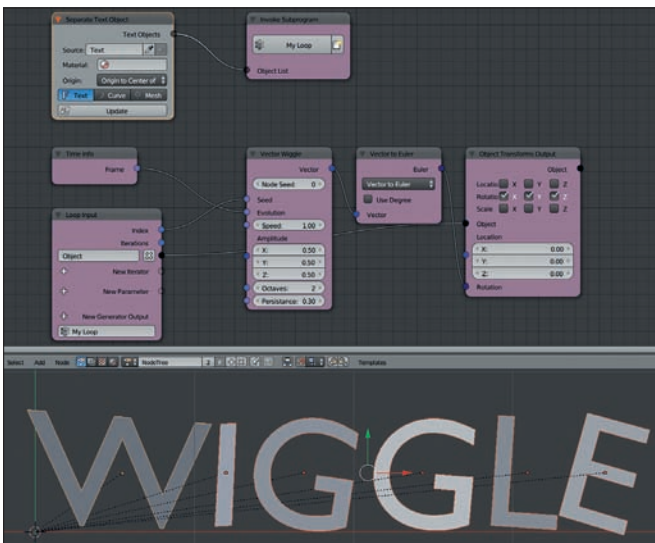 Separate Text Object
Text Objects
Source: Text
Material:
Origin: Origin to Center of
Text Curve Mesh
Update
Invoke Subprogram
My Loop
Object List
Time Info
Frame
Loop Input
Index
Iterations
Object
New Iterator
New Parameter
New Generator Output
My Loop
Vector Wiggle
Vector
Node Seed 0
Seed
Evolution
Speed: 1.00
Amplitude
X: 0.50
Y: 0.50
Z: 0.50
Octaves: 2
Persistance: 0.30
Vector to Euler
Euler
Vector to Euler
Use Degree
Vector
Object Transforms Output
Object
Locatio X Y Z
Rotatio X Y Z
Scale X Y Z
Object
Location
X: 0.00
Y: 0.00
Z: 0.00
Rotation
Select Add Node NodeTree 2 F Templates
WIGGLE